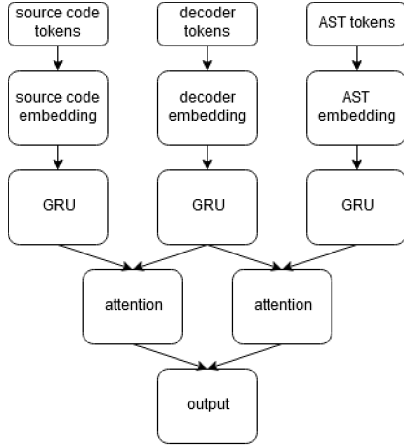 source code
tokens
decoder
tokens
AST tokens
source code
embedding
decoder
embedding
AST
embedding
GRU
GRU
GRU
attention
attention
output